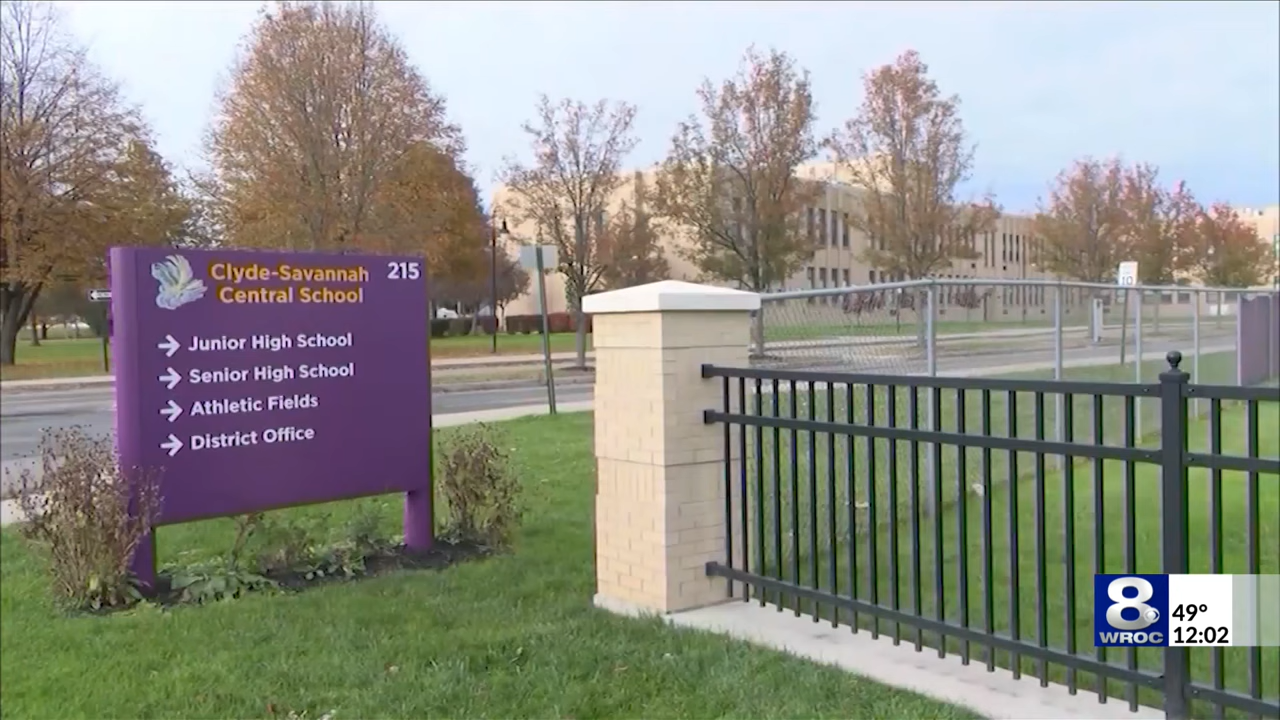 Clyde-Savannah 215
Central School
→ Junior High School
→ Senior High School
→ Athletic Fields
→ District Office
10
8
WROC
49°
12:02